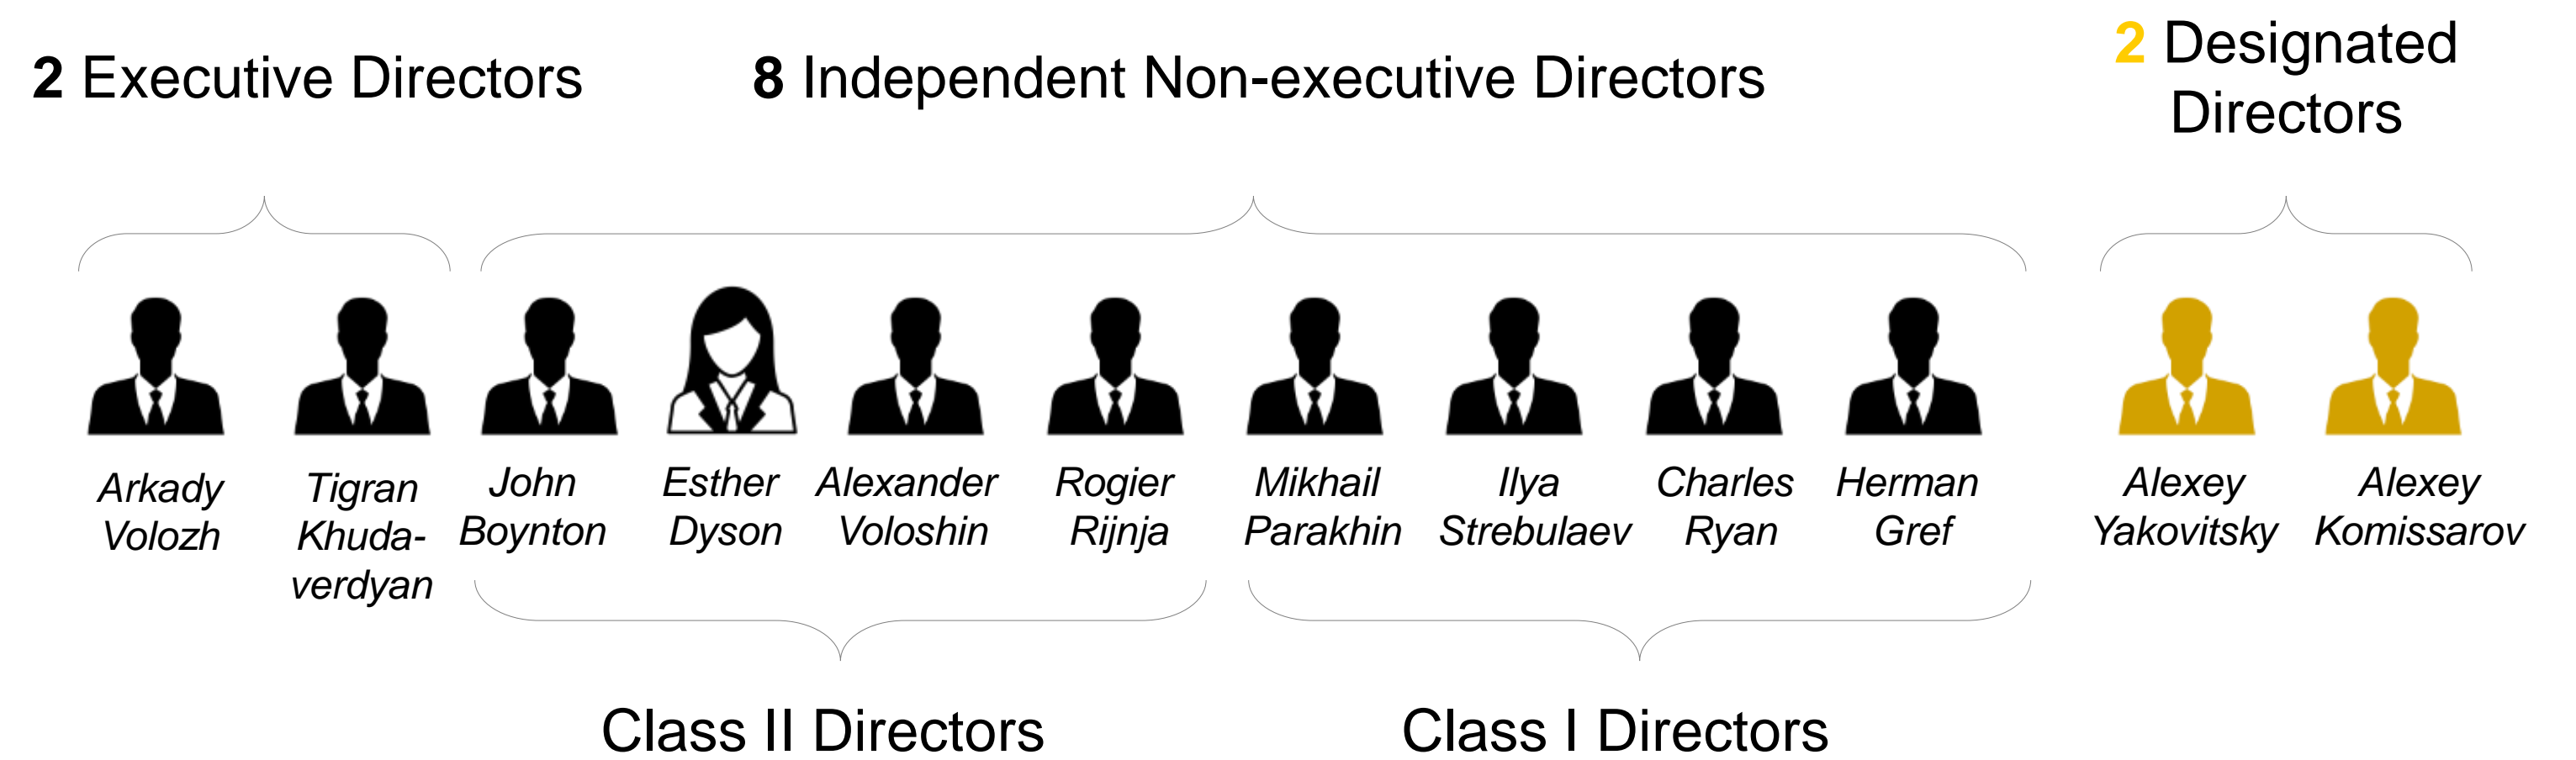 2 Executive Directors
8 Independent Non-executive Directors
2 Designated
Directors
Arkady
Volozh
Tigran
Khuda-
verdyan
John
Boynton
Esther
Dyson
Alexander
Voloshin
Rogier
Rijnja
Mikhail
Parakhin
Ilya
Strebulaev
Charles
Ryan
Herman
Gref
Alexey
Yakovitsky
Alexey
Komissarov
Class II Directors
Class I Directors